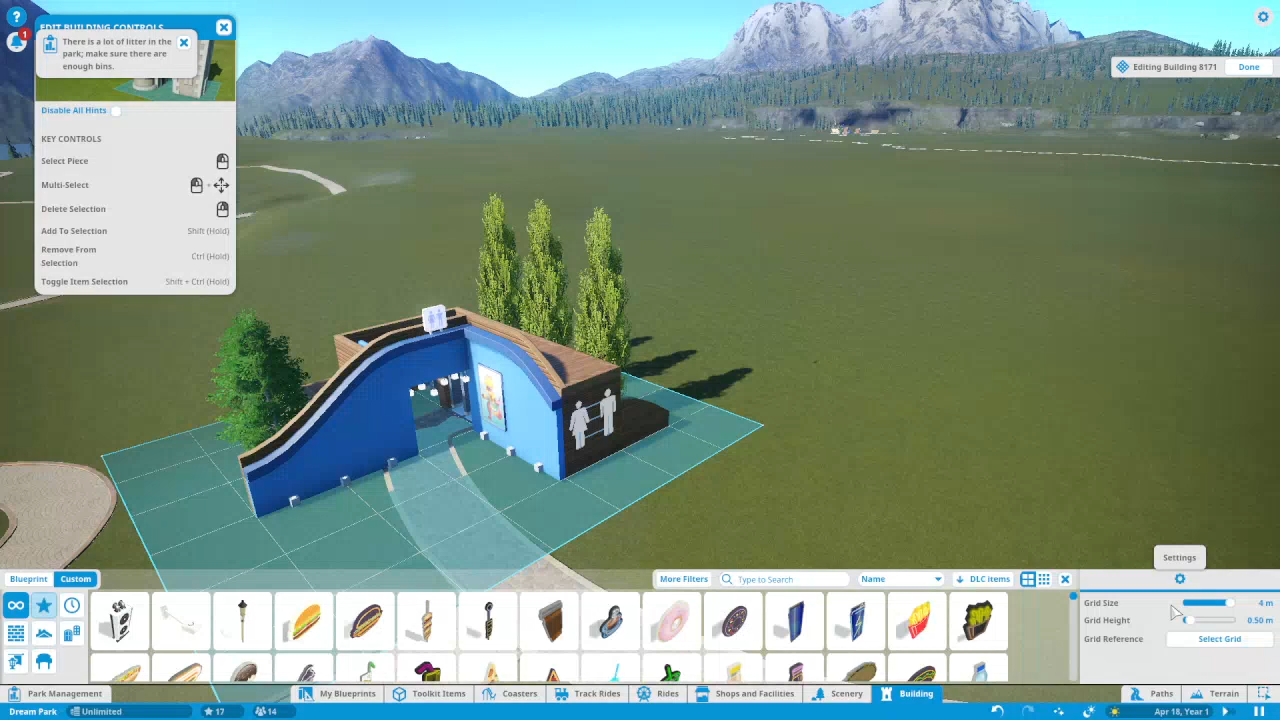 ?
EDIT BUILDING CONTROLS
1
There is a lot of litter in the
park; make sure there are
enough bins.
Disable All Hints
KEY CONTROLS
Select Piece
Multi-Select
+
Delete Selection
Add To Selection Shift (Hold)
Remove From
Selection
Ctrl (Hold)
Toggle Item Selection Shift + Ctrl (Hold)
Editing Building 8171 Done
Settings
Blueprint Custom More Filters Type to Search Name DLC items
Grid Size 4 m
Grid Height 0.50 m
Grid Reference Select Grid
Park Management My Blueprints Toolkit Items Coasters Track Rides Rides Shops and Facilities Scenery Building Paths Terrain
Dream Park Unlimited 17 14 Apr 18, Year 1